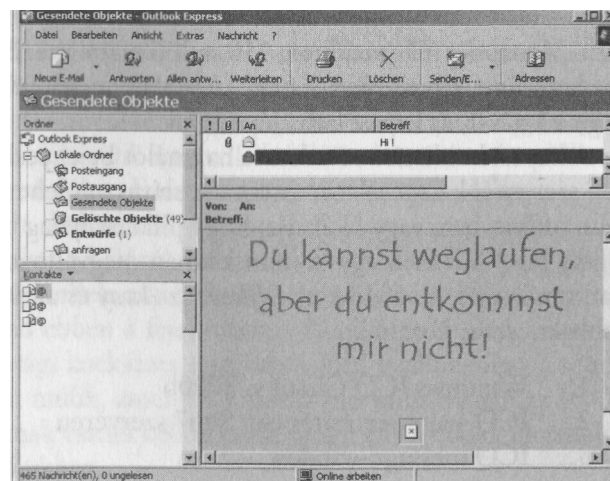 Gesendete Objekte - Outlook Express
Datei Bearbeiten Ansicht Extras Nachricht ?
Neue E-Mail Antworten Allen antw... Weiterleiten Drucken Löschen Senden/E... Adressen
Gesendete Objekte
Ordner
Outlook Express
Lokale Ordner
Posteingang
Postausgang
Gesendete Objekte
Gelöschte Objekte (49)
Entwürfe (1)
anfragen
Kontakte
@
@
@
! An Betreff
Hi !
Von: An:
Betreff:
Du kannst weglaufen,
aber du entkommst
mir nicht!
465 Nachricht(en), 0 ungelesen
Online arbeiten